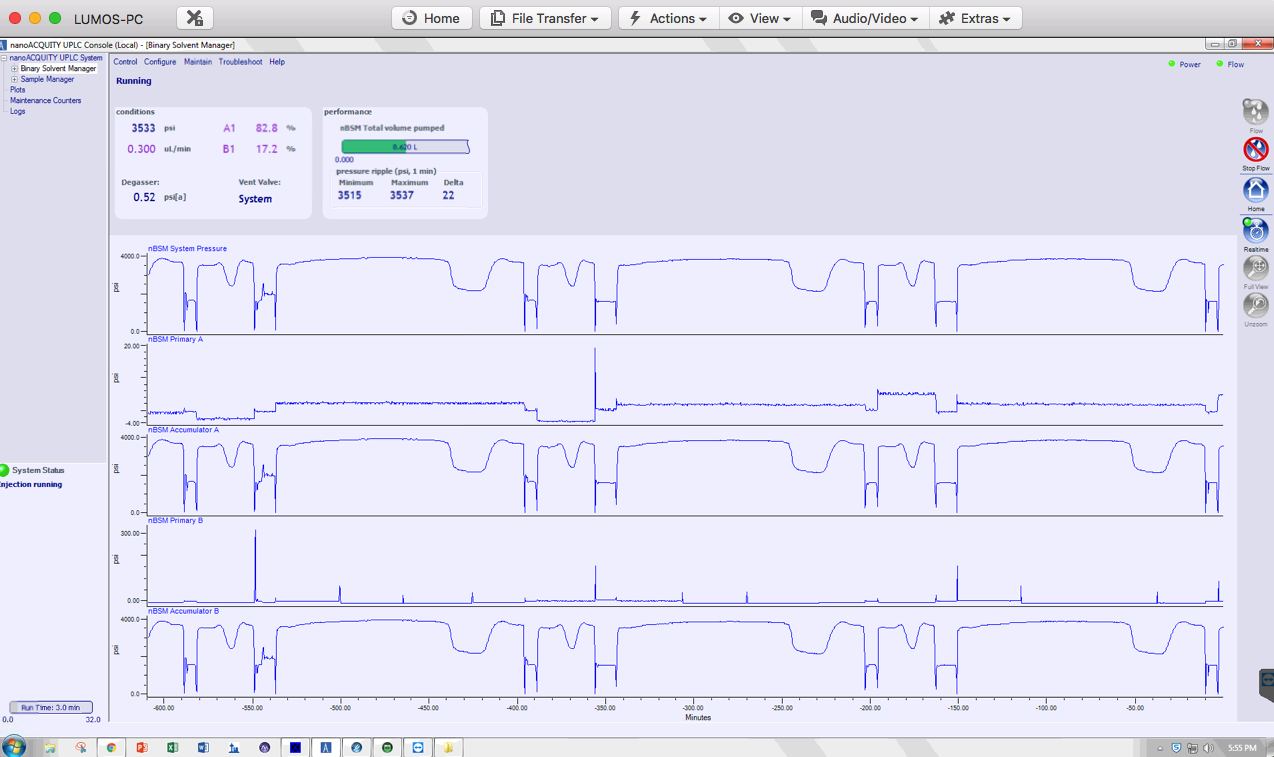 LUMOS-PC
Home
File Transfer
Actions
View
Audio/Video
Extras
nanoACQUITY UPLC Console (Local) - [Binary Solvent Manager]
nanoACQUITY UPLC System
Binary Solvent Manager
Sample Manager
Plots
Maintenance Counters
Logs
Control Configure Maintain Troubleshoot Help
Running
Power Flow
conditions
3533 psi A1 82.8 %
0.300 uL/min B1 17.2 %
Degasser: Vent Valve:
0.52 psi[a] System
performance
nBSM Total volume pumped
8.620 L
0.000
pressure ripple (psi, 1 min)
Minimum Maximum Delta
3515 3537 22
Flow
Stop Flow
Home
Realtime
Full View
Unzoom
nBSM System Pressure
4000.0
psi
0.0
nBSM Primary A
20.00
psi
-4.00
nBSM Accumulator A
4000.0
psi
0.0
nBSM Primary B
300.00
psi
0.00
nBSM Accumulator B
4000.0
psi
0.0
-600.00 -550.00 -500.00 -450.00 -400.00 -350.00 -300.00 -250.00 -200.00 -150.00 -100.00 -50.00
Minutes
System Status
Injection running
Run Time: 3.0 min
0.0 32.0
5:55 PM